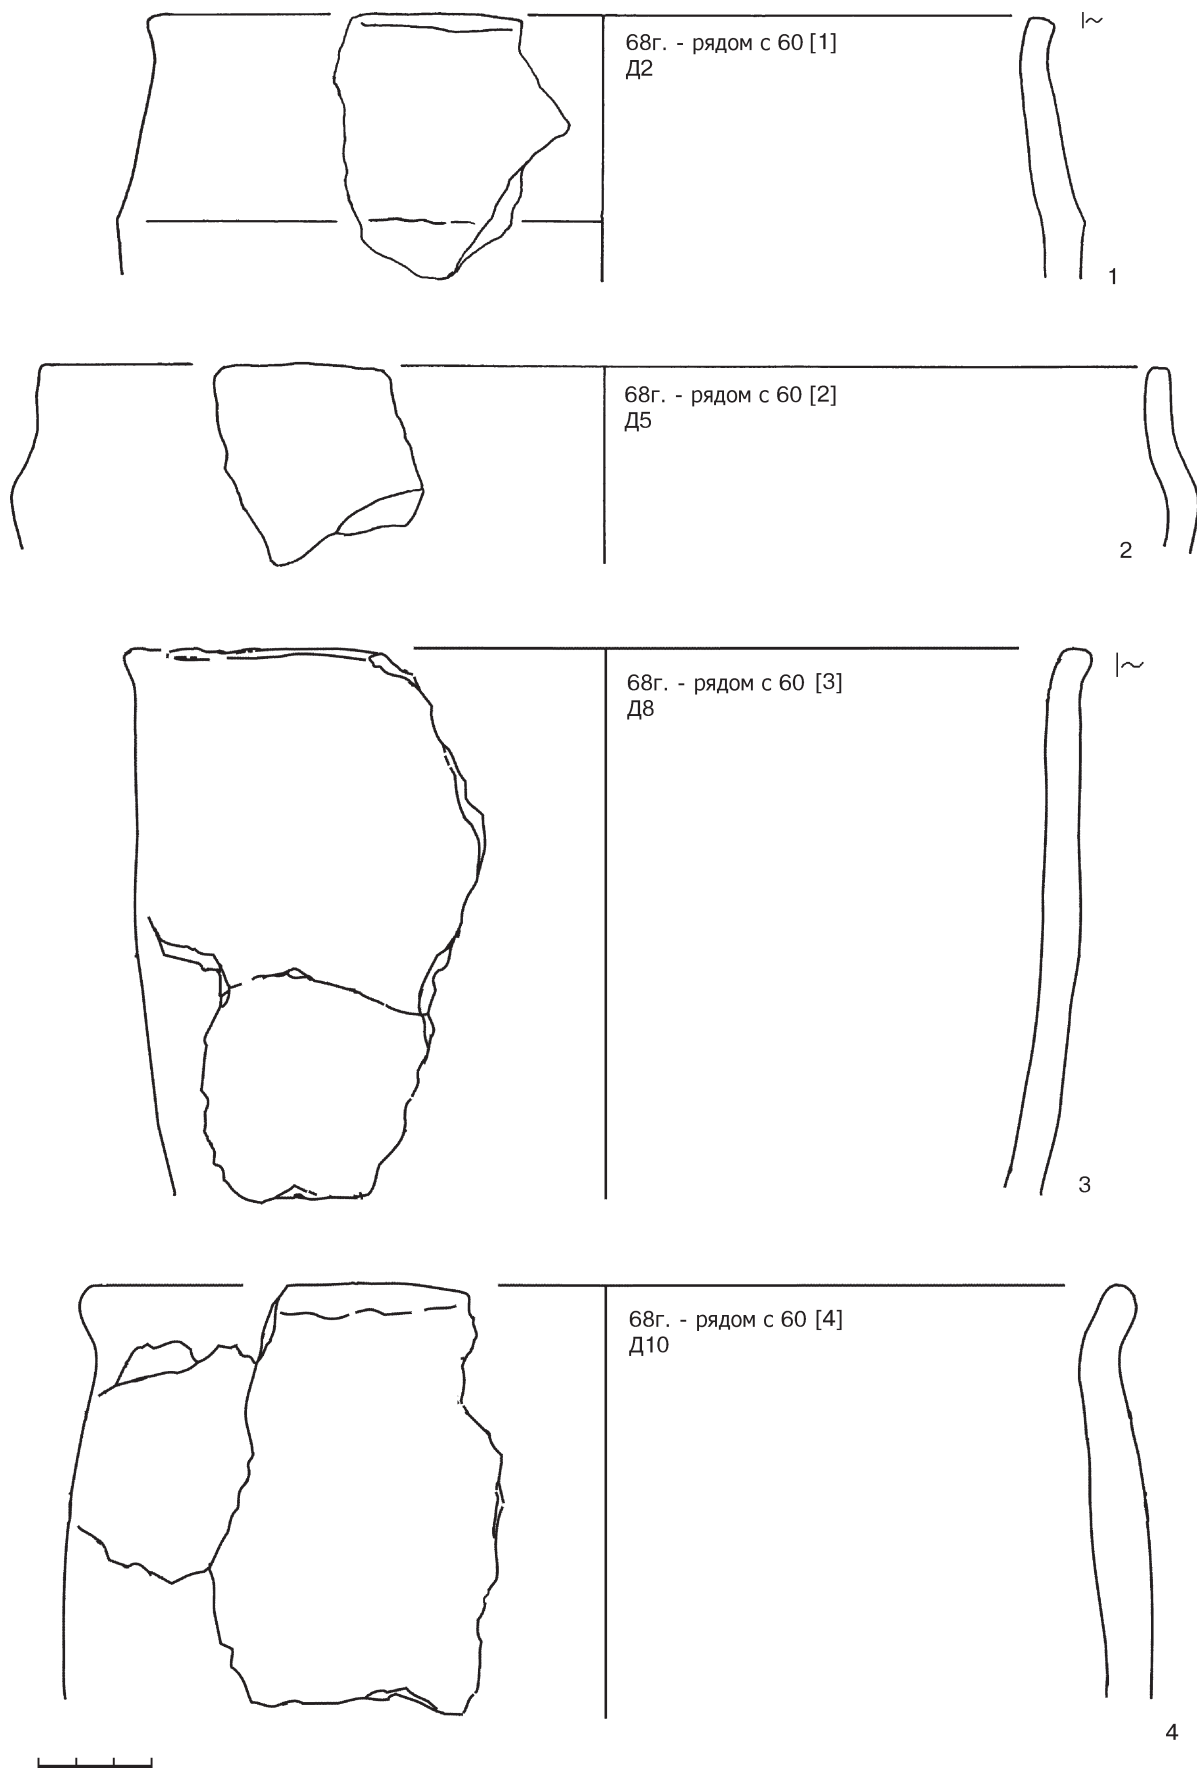 68г. - рядом с 60 [1]
Д2
1
68г. - рядом с 60 [2]
Д5
2
68г. - рядом с 60 [3]
Д8
3
68г. - рядом с 60 [4]
Д10
4